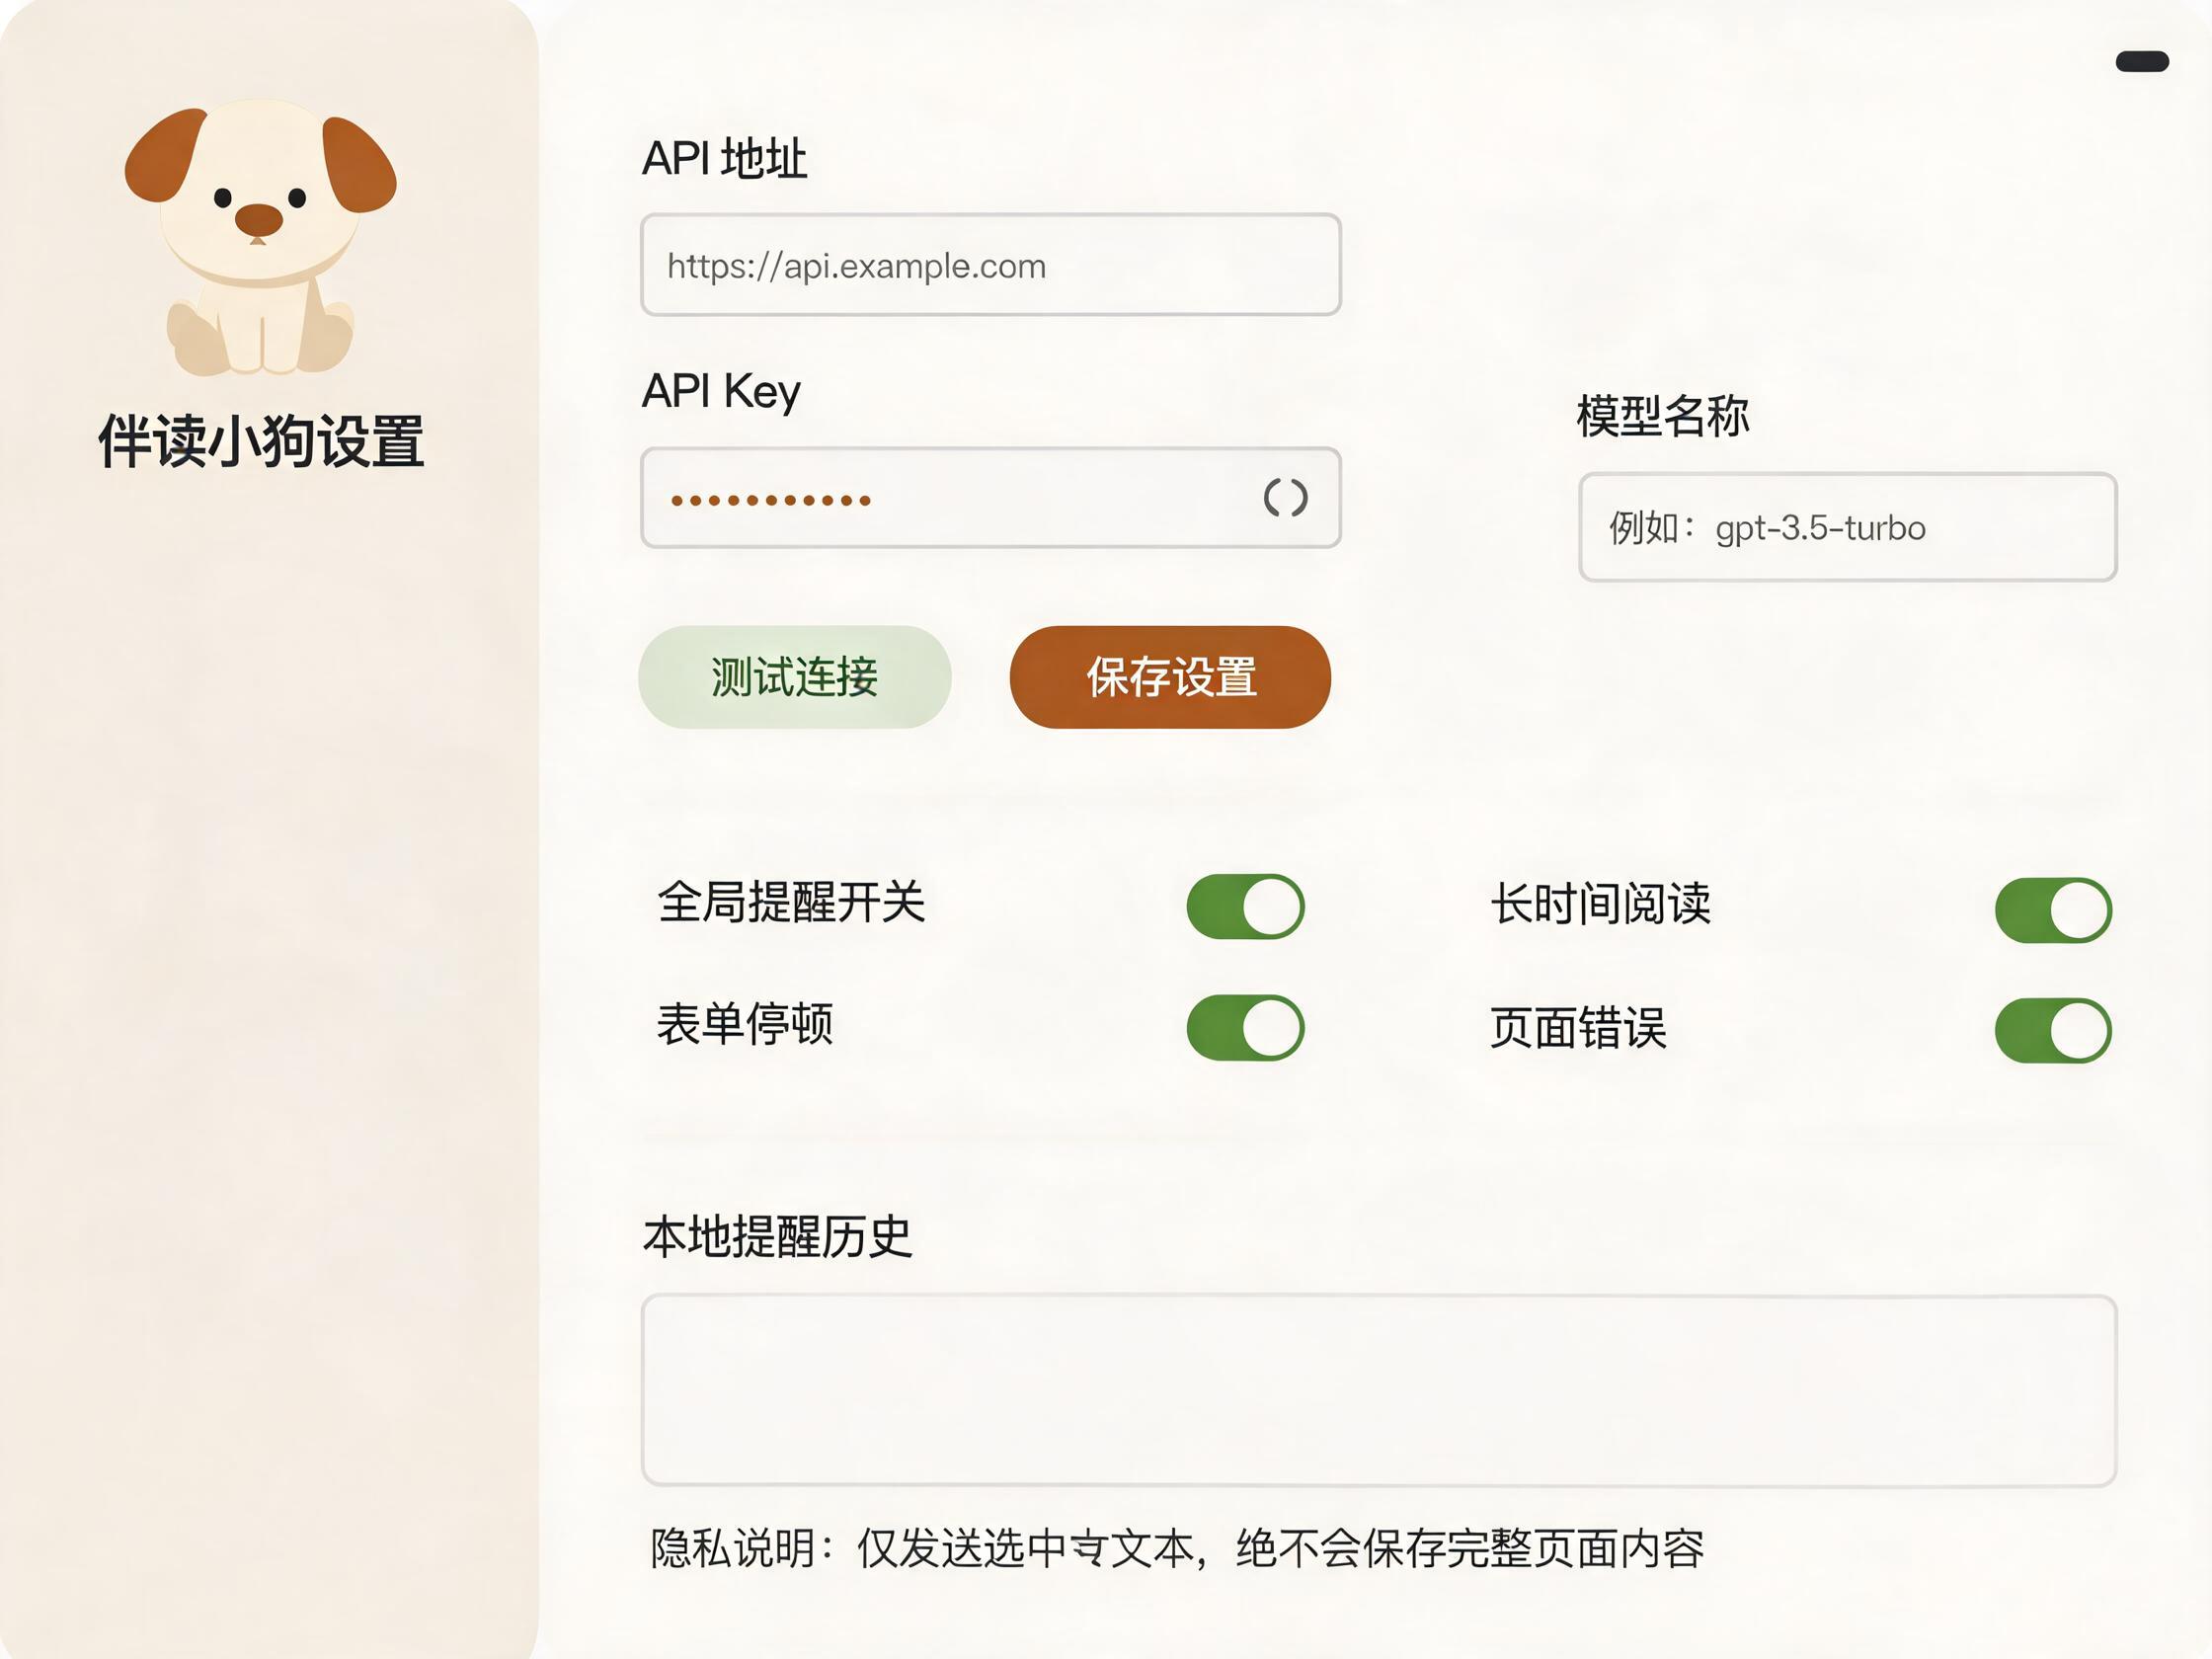 伴读小狗设置
API 地址
https://api.example.com
API Key
模型名称
例如：gpt-3.5-turbo
测试连接
保存设置
全局提醒开关
长时间阅读
表单停顿
页面错误
本地提醒历史
隐私说明：仅发送选中文本，绝不会保存完整页面内容